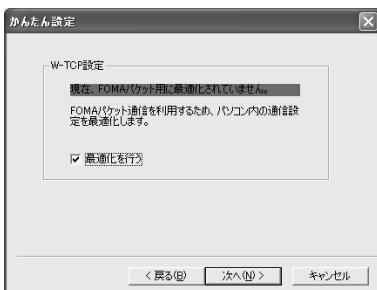 かんたん設定
W-TCP設定
現在、FOMAパケット用に最適化されていません。
FOMAパケット通信を利用するため、パソコン内の通信設
定を最適化します。
最適化を行う
< 戻る(B)
次へ(N) >
キャンセル